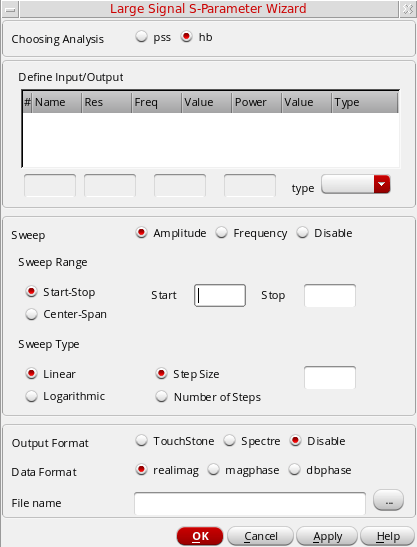 Large Signal S-Parameter Wizard
Choosing Analysis pss hb
Define Input/Output
# Name Res Freq Value Power Value Type
type
Sweep Amplitude Frequency Disable
Sweep Range
Start-Stop Start Stop
Center-Span
Sweep Type
Linear Step Size
Logarithmic Number of Steps
Output Format TouchStone Spectre Disable
Data Format realimag magphase dbphase
File name ...
OK Cancel Apply Help